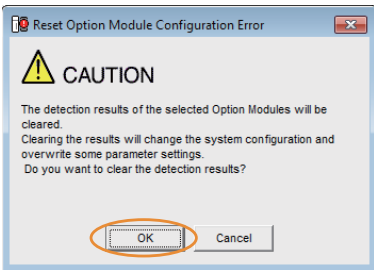 Reset Option Module Configuration Error
CAUTION
The detection results of the selected Option Modules will be
cleared.
Clearing the results will change the system configuration and
overwrite some parameter settings.
Do you want to clear the detection results?
OK
Cancel